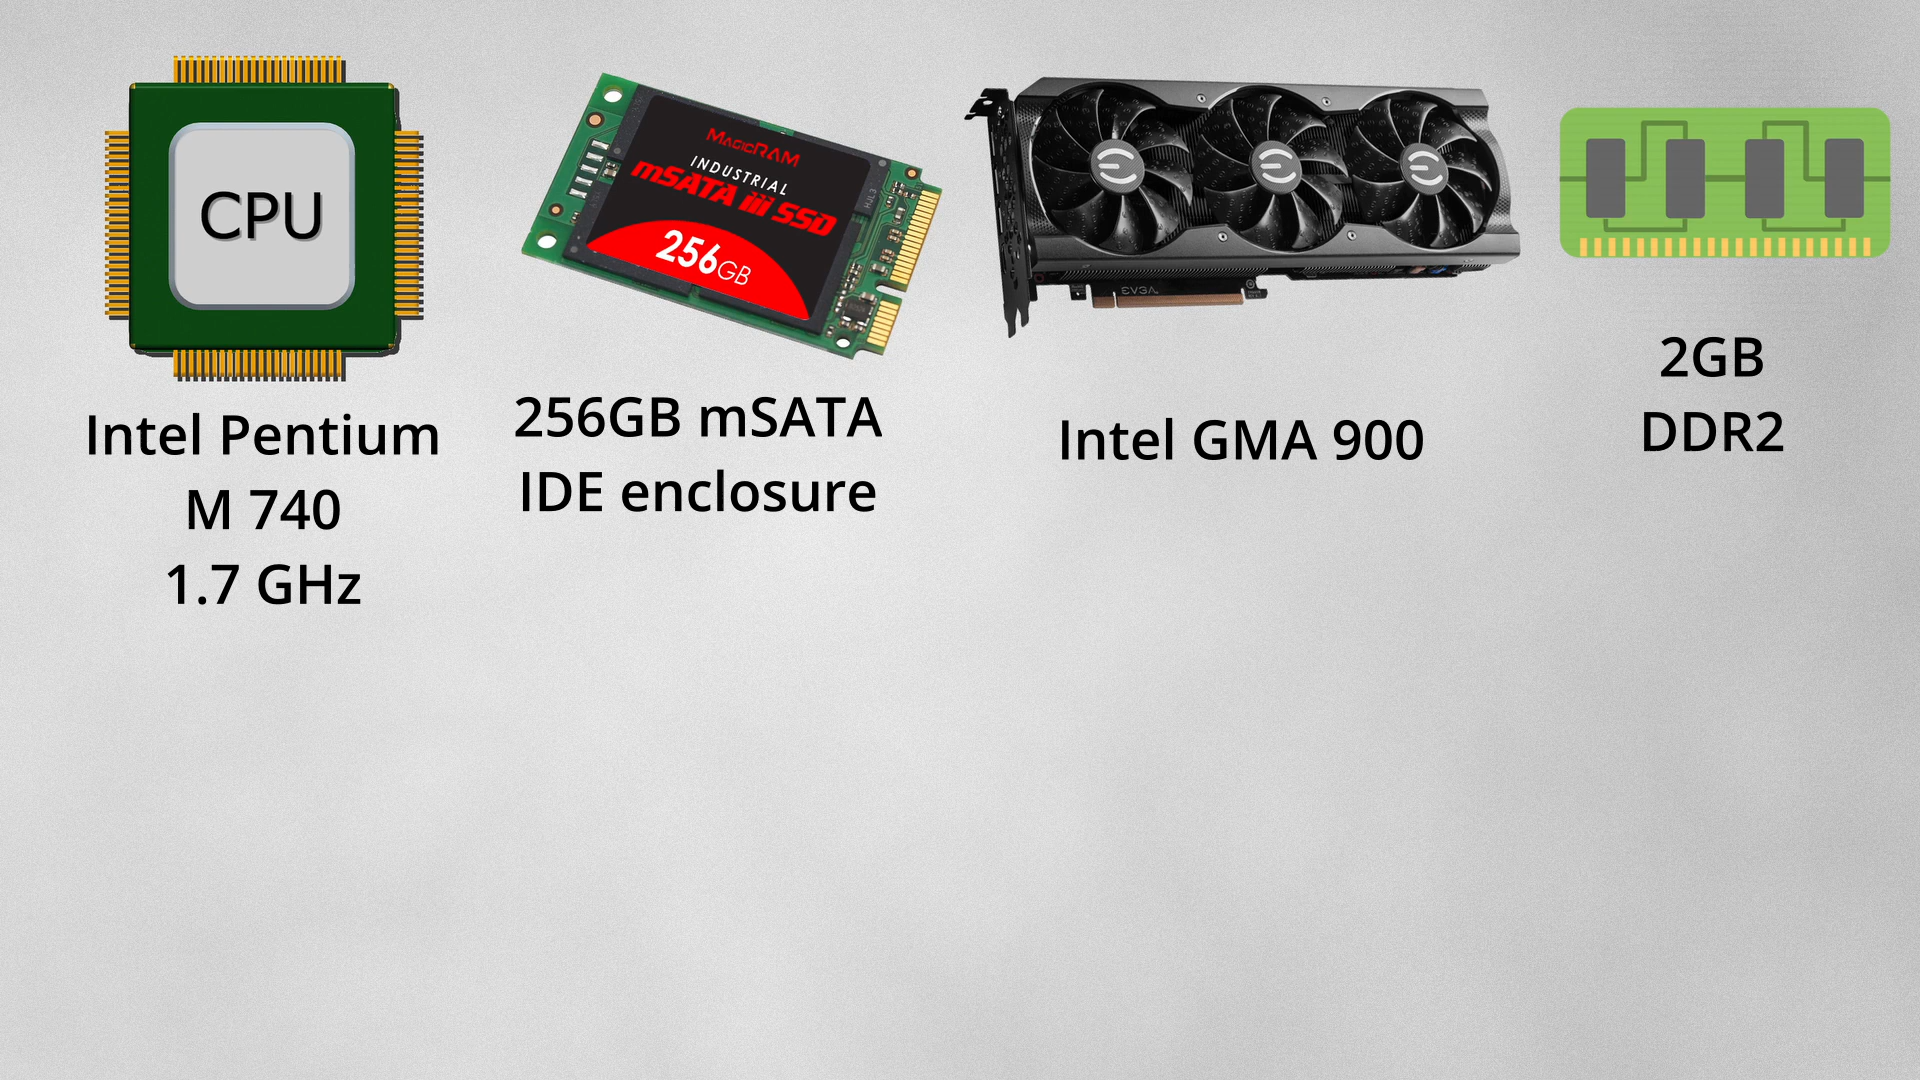 CPU
Intel Pentium
M 740
1.7 GHz
MagicRAM
INDUSTRIAL
mSATA iii SSD
256GB
HJL3
256GB mSATA
IDE enclosure
EVGA
Intel GMA 900
2GB
DDR2